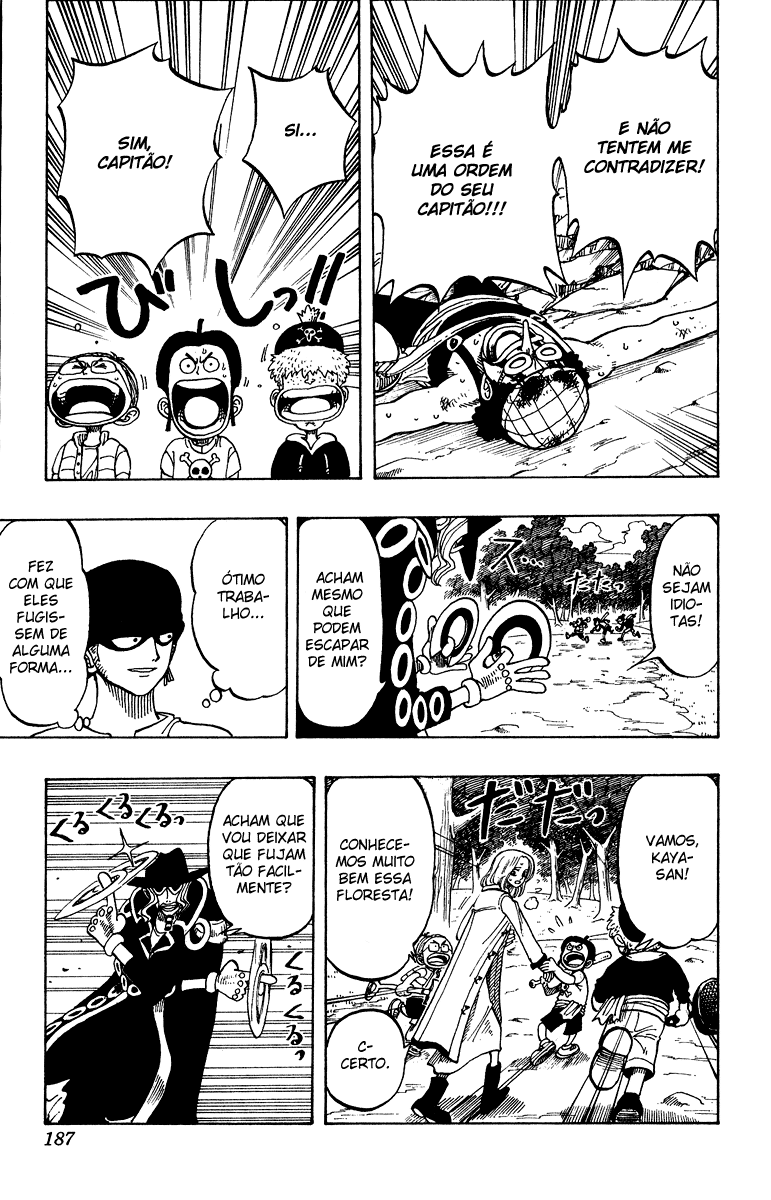 E NÃO
TENTEM ME
CONTRADIZER!
ESSA É
UMA ORDEM
DO SEU
CAPITÃO!!!
SI...
SIM,
CAPITÃO!
びしっ!!
NÃO
SEJAM
IDIO-
TAS!
たたっ
ス...
ACHAM
MESMO
QUE
PODEM
ESCAPAR
DE MIM?
ÓTIMO
TRABA-
LHO...
FEZ
COM QUE
ELES
FUGIS-
SEM DE
ALGUMA
FORMA...
VAMOS,
KAYA-
SAN!
だだっ
CONHECE-
MOS MUITO
BEM ESSA
FLORESTA!
C-
CERTO.
ACHAM QUE
VOU DEIXAR
QUE FUJAM
TÃO FACIL-
MENTE?
くるくるくるっ
くるくるっ
187